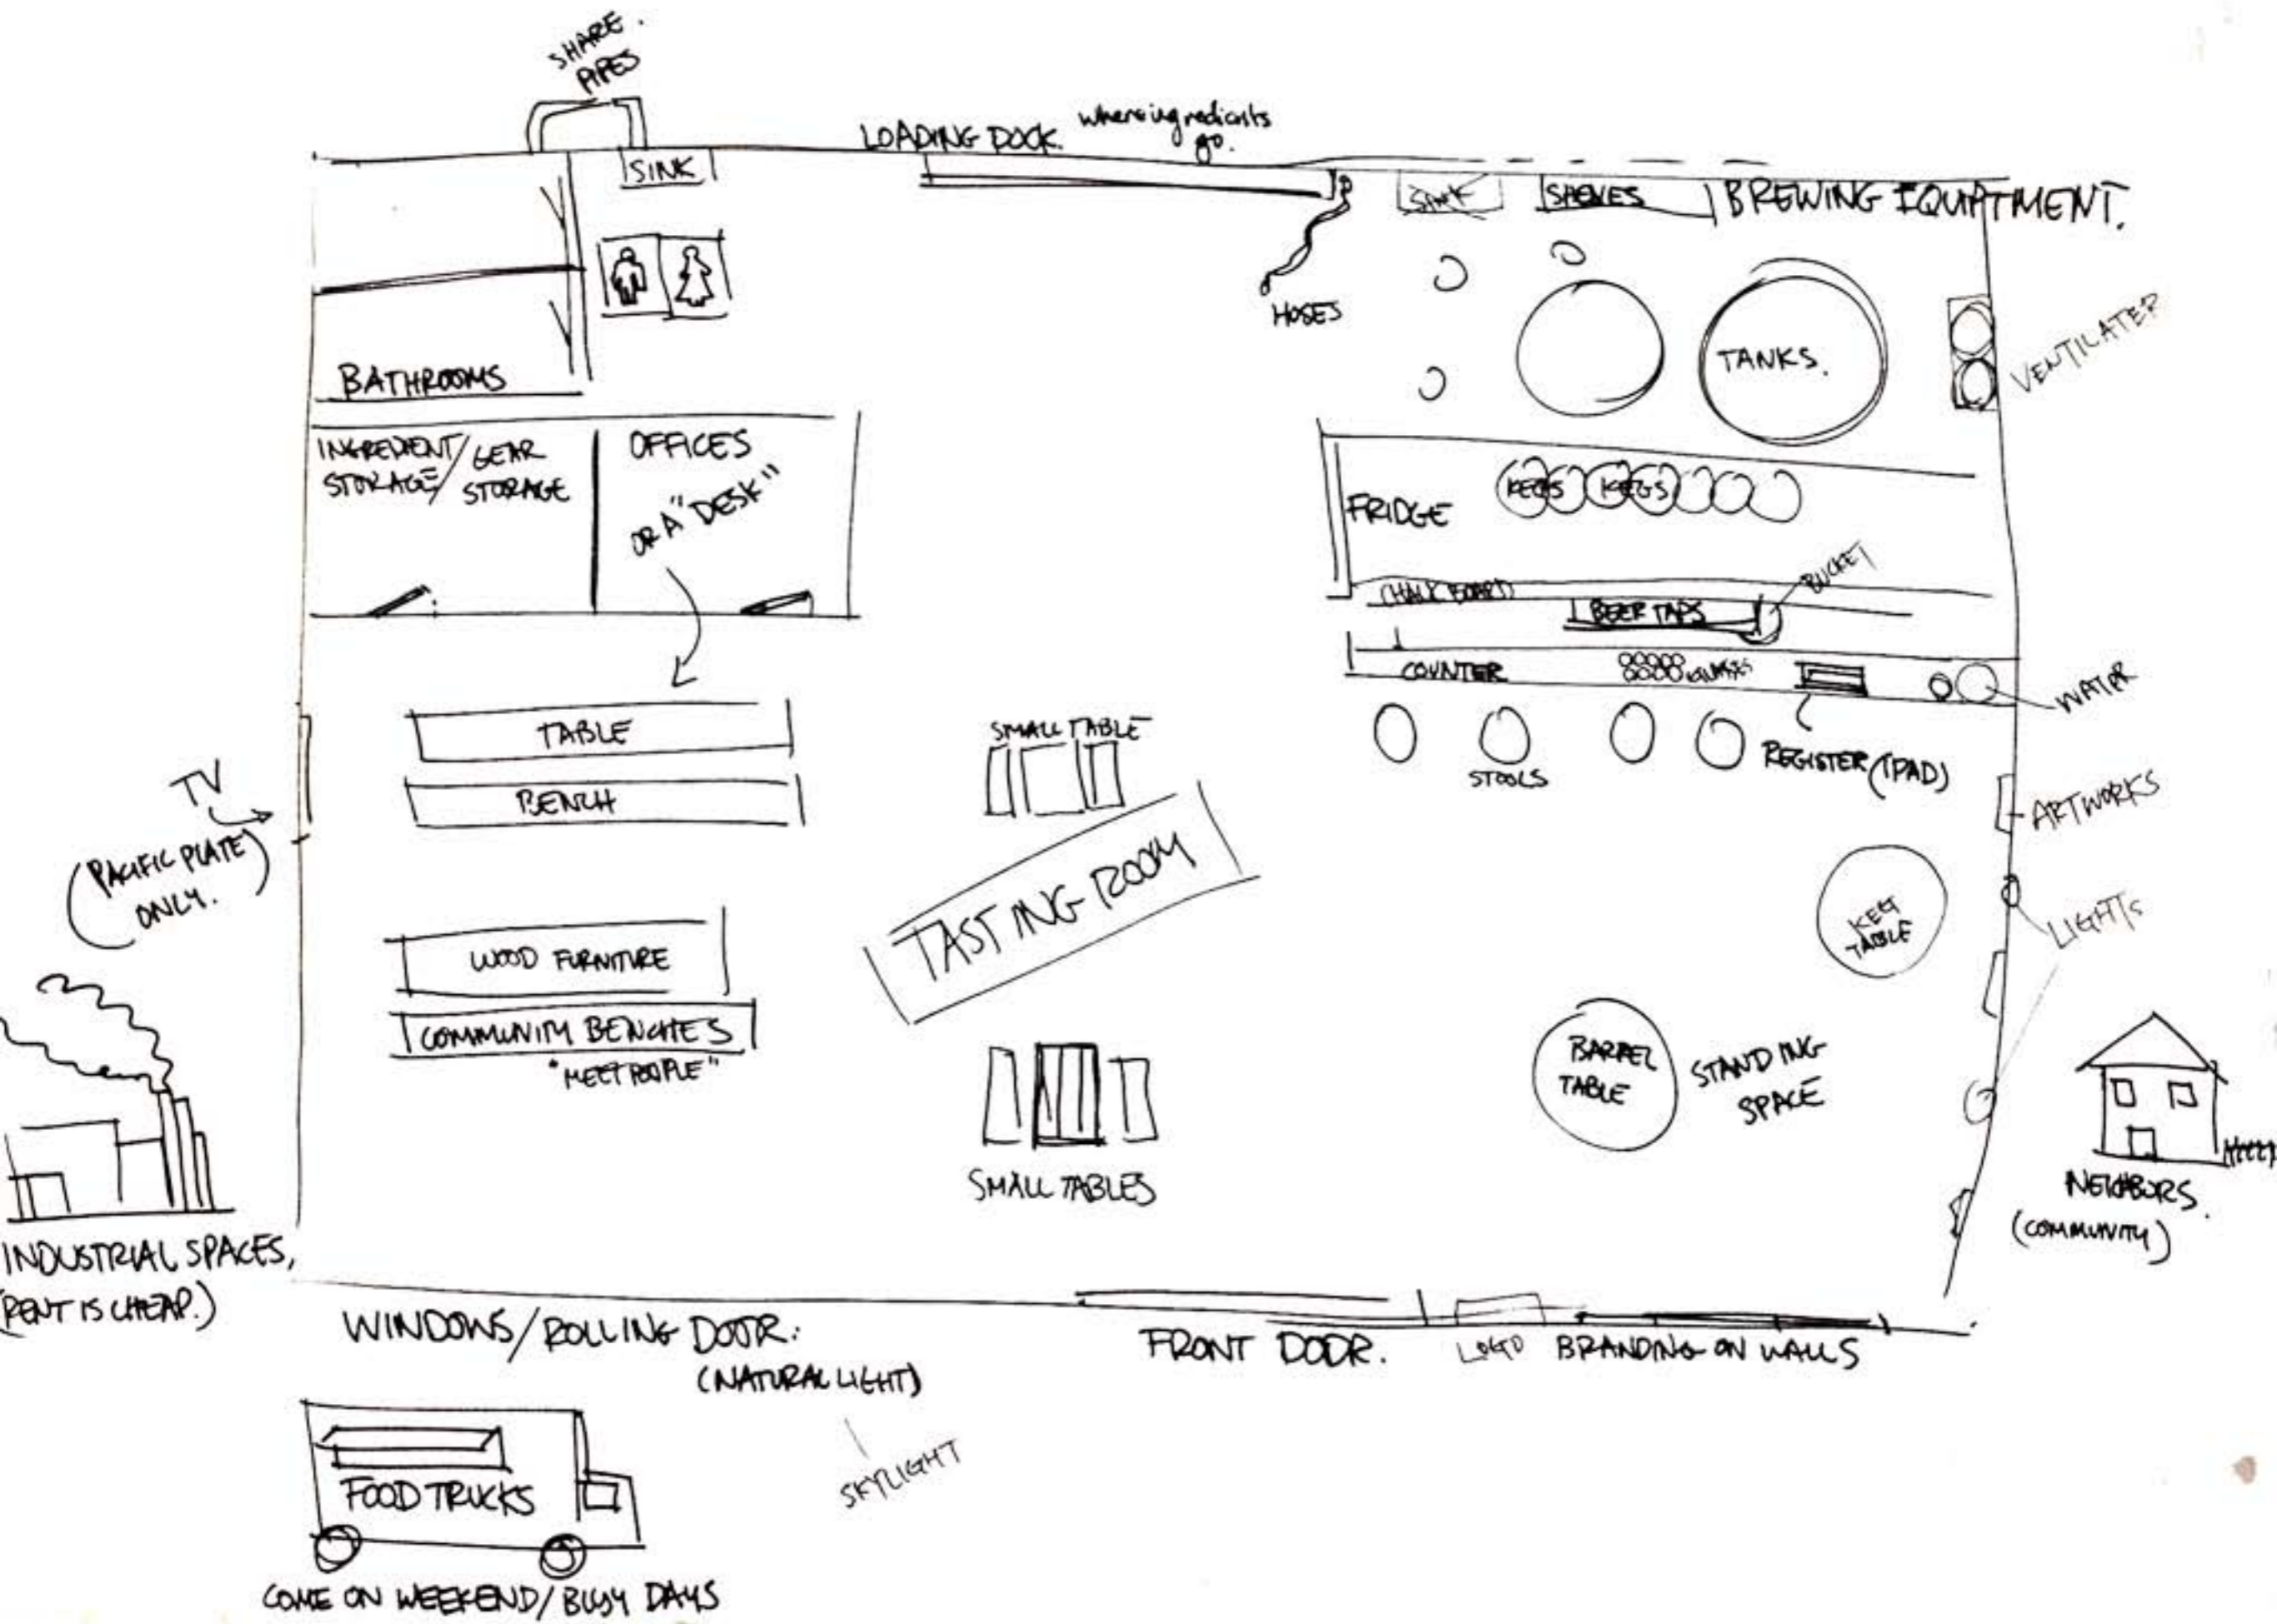 SHARE.
PIPES
LOADING DOCK.
where ingredients
go.
SINK
SINK
SHELVES
BREWING EQUIPTMENT.
HOSES
TANKS.
VENTILATER
BATHROOMS
INGREDIENT/
STORAGE/
GEAR
STORAGE
OFFICES
OR A "DESK"
FRIDGE
KEGS
KEGS
CHALK BOARD
BEER TAPS
BUCKET
COUNTER
WATER
STOOLS
REGISTER (IPAD)
TABLE
BENCH
SMALL TABLE
TV
(PACIFIC PLATE)
ONLY.
TASTING ROOM
ARTWORKS
KEG
TABLE
LIGHTS
WOOD FURNITURE
COMMUNITY BENCHES
"MEET PEOPLE"
BARREL
TABLE
STANDING
SPACE
SMALL TABLES
NEIGHBORS.
(COMMUNITY)
INDUSTRIAL SPACES,
(RENT IS CHEAP.)
WINDOWS/ROLLING DOOR.
(NATURAL LIGHT)
SKYLIGHT
FRONT DOOR.
LOGO
BRANDING ON WALLS
FOOD TRUCKS
COME ON WEEKEND/BUSY DAYS